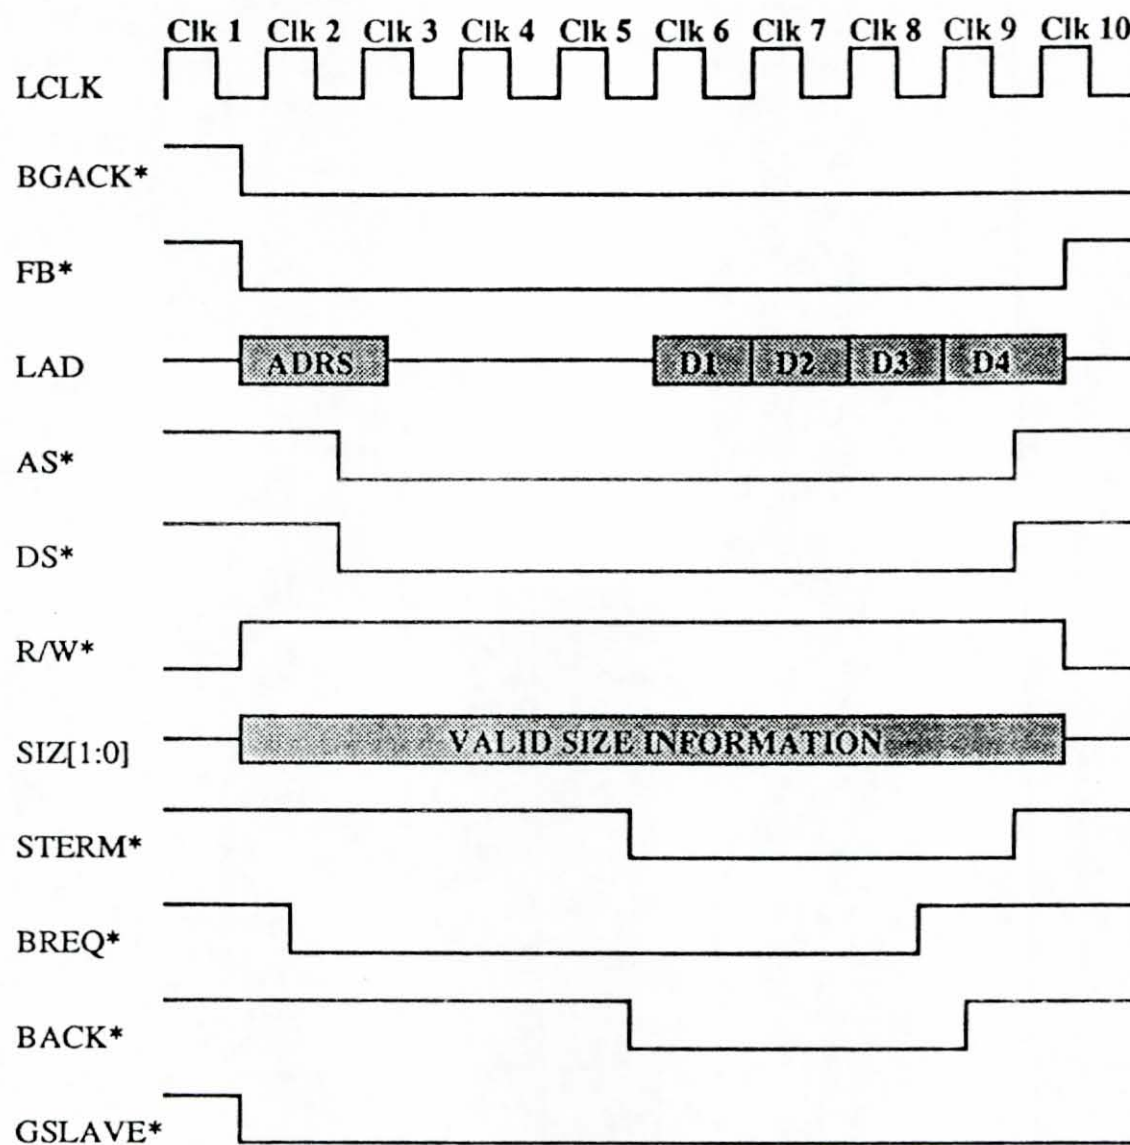 Clk 1 Clk 2 Clk 3 Clk 4 Clk 5 Clk 6 Clk 7 Clk 8 Clk 9 Clk 10
LCLK
BGACK*
FB*
LAD ADRS D1 D2 D3 D4
AS*
DS*
R/W*
SIZ[1:0] VALID SIZE INFORMATION
STERM*
BREQ*
BACK*
GSLAVE*